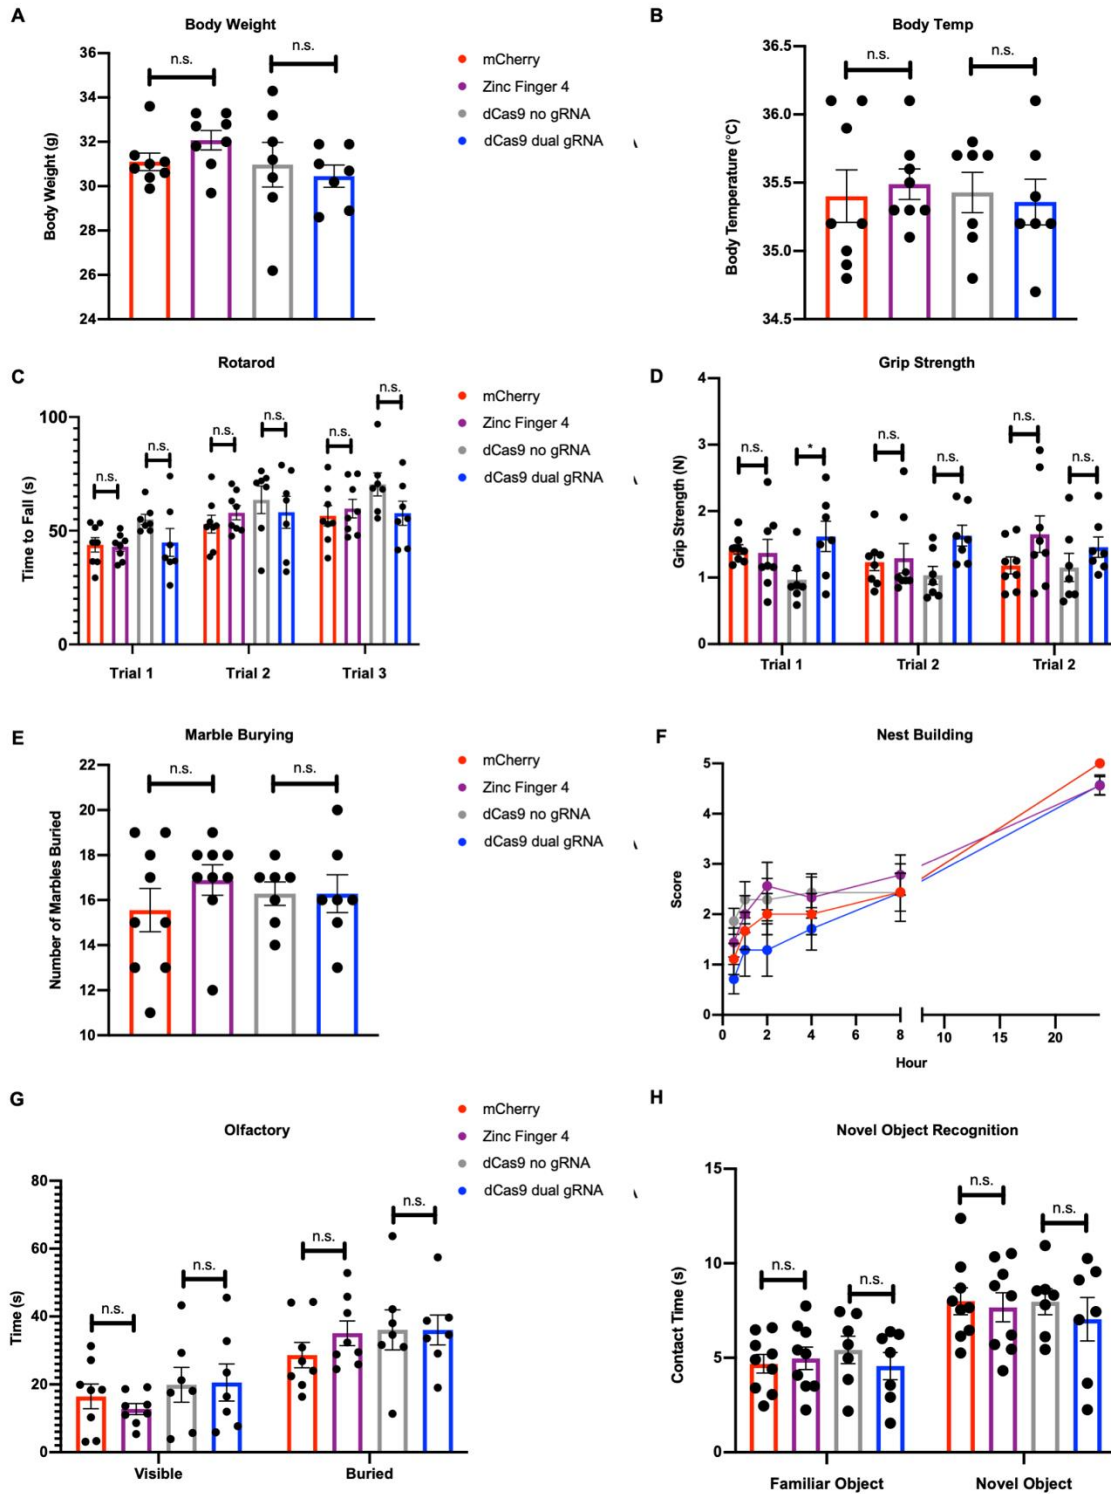 A
Body Weight
Body Weight (g)
36
34
32
30
28
26
24
n.s.
n.s.
mCherry
Zinc Finger 4
dCas9 no gRNA
dCas9 dual gRNA
B
Body Temp
Body Temperature (°C)
36.5
36.0
35.5
35.0
34.5
n.s.
n.s.
C
Rotarod
Time to Fall (s)
100
50
0
n.s.
n.s.
n.s.
n.s.
n.s.
n.s.
Trial 1
Trial 2
Trial 3
mCherry
Zinc Finger 4
dCas9 no gRNA
dCas9 dual gRNA
D
Grip Strength
Grip Strength (N)
4
3
2
1
0
n.s.
*
n.s.
n.s.
n.s.
n.s.
Trial 1
Trial 2
Trial 2
E
Marble Burying
Number of Marbles Buried
22
20
18
16
14
12
10
n.s.
n.s.
mCherry
Zinc Finger 4
dCas9 no gRNA
dCas9 dual gRNA
F
Nest Building
Score
5
4
3
2
1
0
0
2
4
6
8
10
15
20
Hour
G
Olfactory
Time (s)
80
60
40
20
0
n.s.
n.s.
n.s.
n.s.
Visible
Buried
mCherry
Zinc Finger 4
dCas9 no gRNA
dCas9 dual gRNA
H
Novel Object Recognition
Contact Time (s)
15
10
5
0
n.s.
n.s.
n.s.
n.s.
Familiar Object
Novel Object